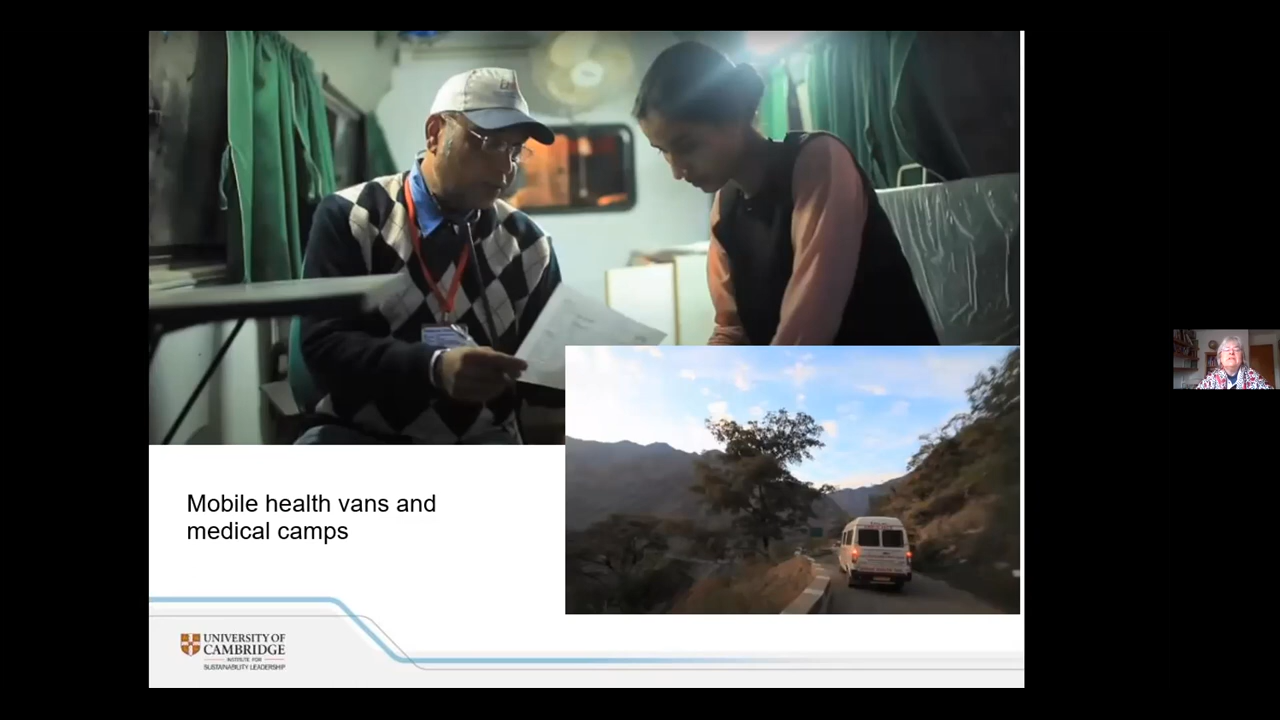 Mobile health vans and
medical camps
UNIVERSITY OF
CAMBRIDGE
INSTITUTE FOR
SUSTAINABILITY LEADERSHIP